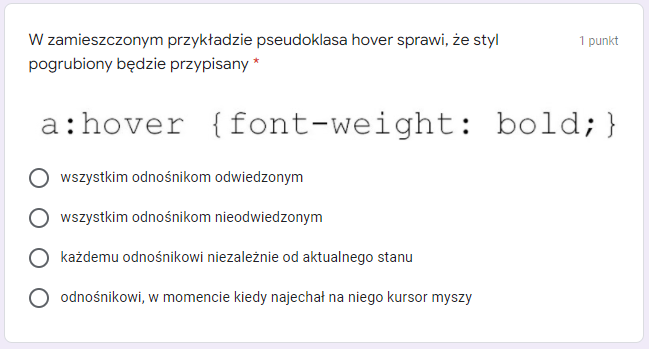 W zamieszczonym przykładzie pseudoklasa hover sprawi, że styl
1 punkt
pogrubiony będzie przypisany *
a:hover {font-weight: bold;}
wszystkim odnośnikom odwiedzonym
wszystkim odnośnikom nieodwiedzonym
każdemu odnośnikowi niezależnie od aktualnego stanu
odnośnikowi, w momencie kiedy najechał na niego kursor myszy